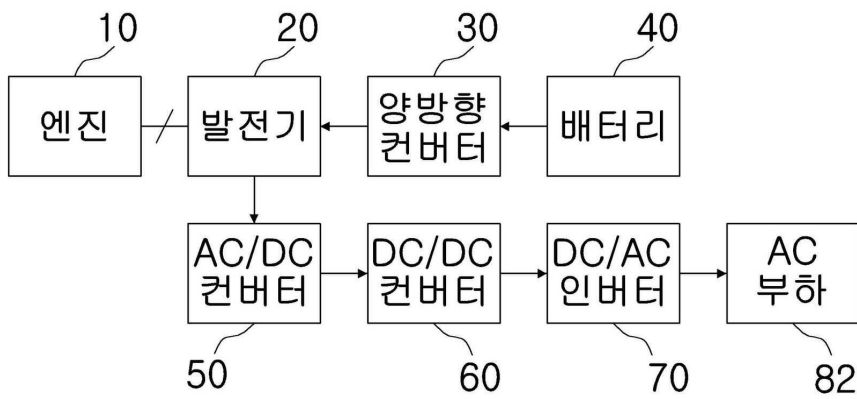 10
20
30
40
엔진
발전기
양방향
컨버터
배터리
AC/DC
컨버터
DC/DC
컨버터
DC/AC
인버터
AC
부하
50
60
70
82